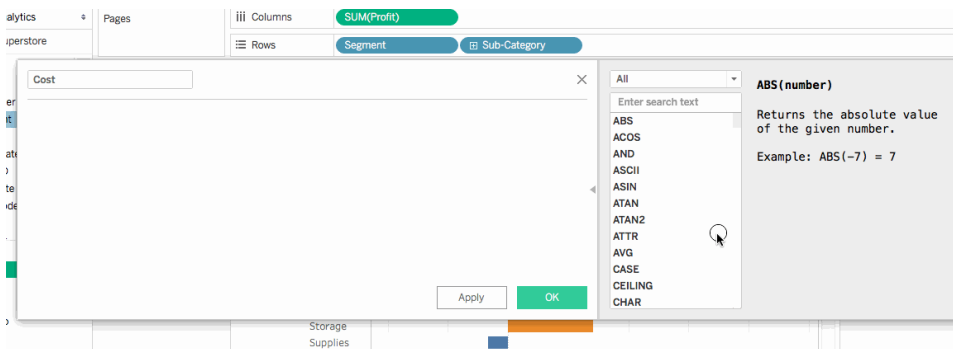 alytics
Pages
Columns
SUM(Profit)
Rows
Segment
Sub-Category
Cost
All
Enter search text
ABS
ACOS
AND
ASCII
ASIN
ATAN
ATAN2
ATTR
AVG
CASE
CEILING
CHAR
ABS(number)
Returns the absolute value
of the given number.
Example: ABS(-7) = 7
Apply
OK
Storage
Supplies